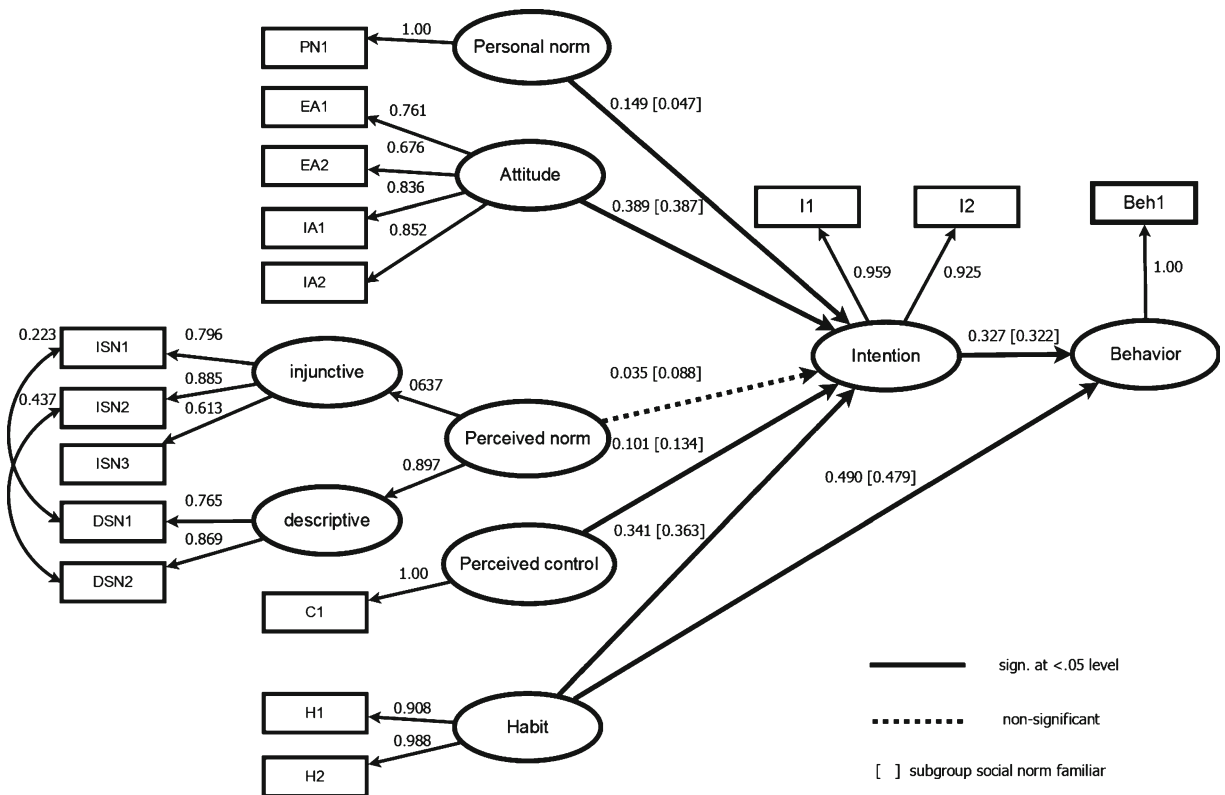 PN1
1.00
Personal norm
EA1
0.761
0.149 [0.047]
EA2
0.676
Attitude
0.836
IA1
0.389 [0.387]
0.852
IA2
I1
I2
Beh1
0.959
0.925
1.00
0.223
ISN1
0.796
injunctive
Intention
0.327 [0.322]
Behavior
0.035 [0.088]
0.885
0637
0.437
ISN2
0.613
ISN3
Perceived norm
0.101 [0.134]
0.897
0.490 [0.479]
DSN1
0.765
descriptive
0.341 [0.363]
0.869
DSN2
Perceived control
1.00
C1
sign. at <.05 level
H1
0.908
Habit
non-significant
0.988
H2
[ ] subgroup social norm familiar